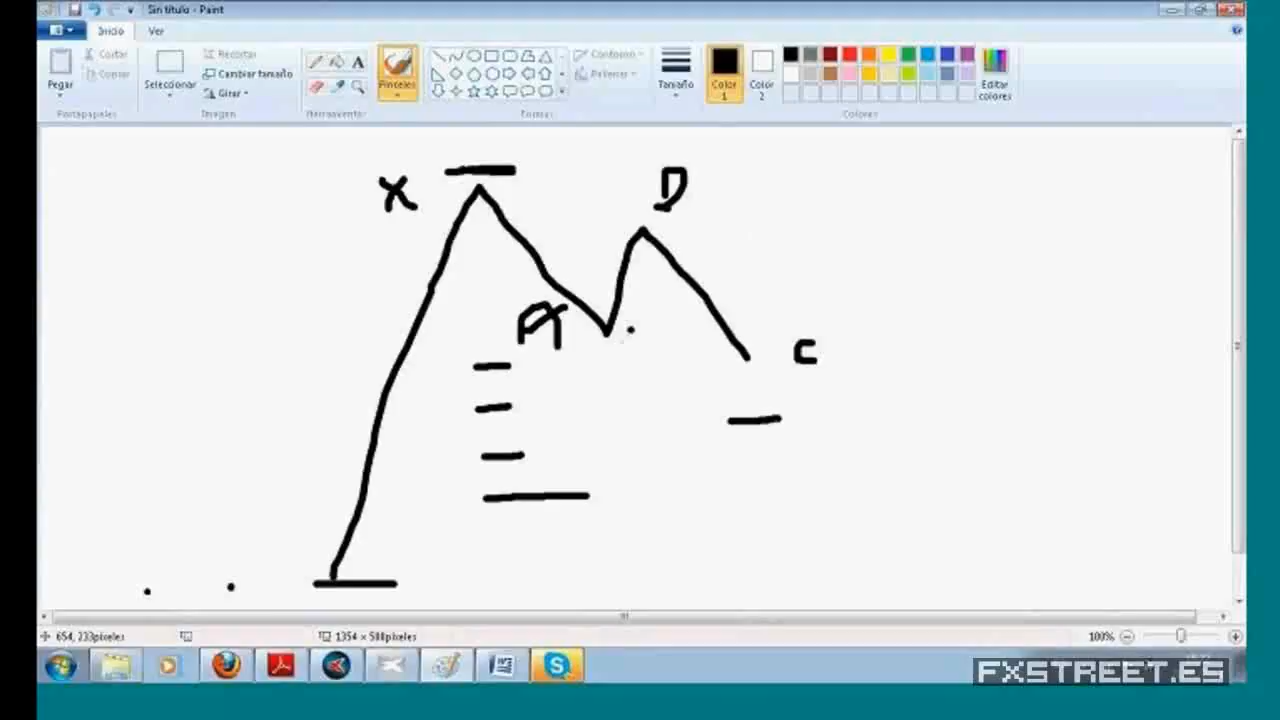 Sin título - Paint
Inicio Ver
Pegar
Cortar
Copiar
Portapapeles
Seleccionar
Recortar
Cambiar tamaño
Girar
Imagen
A
Herramientas
Pinceles
Contorno
Rellenar
Formas
Tamaño
Color 1
Color 2
Editar colores
Colores
X
D
A
C
654, 233píxeles
1354 × 588píxeles
100%
FXSTREET.ES